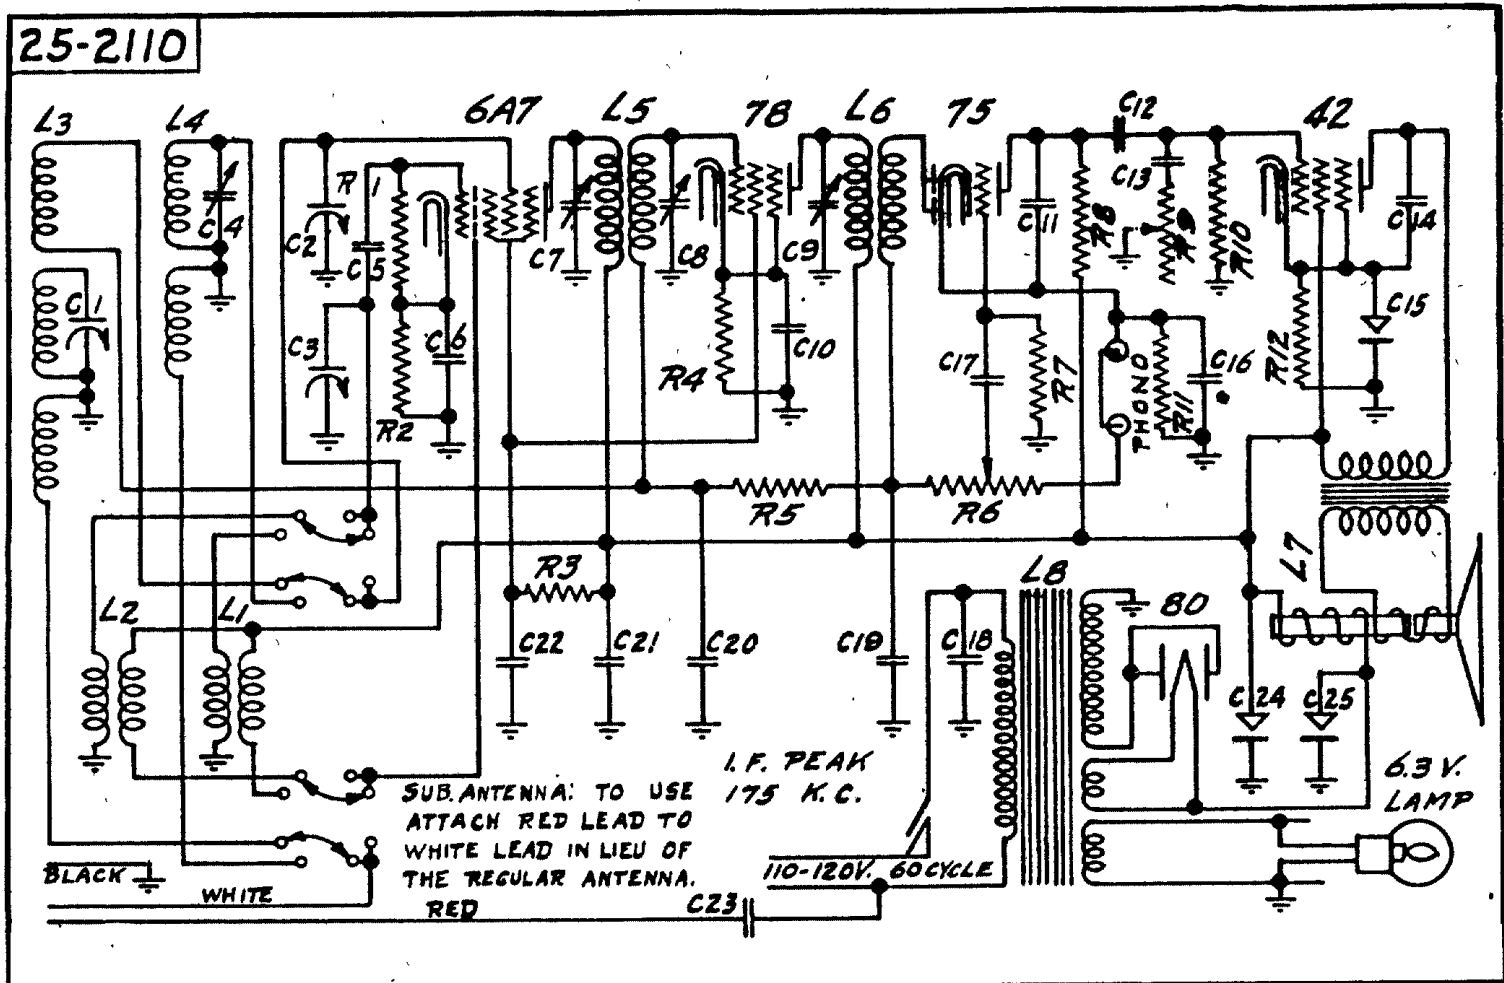 25-2110
L3
L4
6A7
L5
78
L6
75
C12
42
R1
C4
C2
C5
C7
C8
C9
C11
R8
C13
R9
R10
C14
C1
C3
C6
R4
C10
C17
R7
PHONO
R11
C16
R12
C15
R2
R5
R6
R3
L8
L7
80
L2
L1
C22
C21
C20
C19
C18
C24
C25
I.F. PEAK
175 K.C.
6.3 V.
LAMP
SUB. ANTENNA: TO USE
ATTACH RED LEAD TO
WHITE LEAD IN LIEU OF
THE REGULAR ANTENNA.
110-120V. 60 CYCLE
BLACK
WHITE
RED
C23